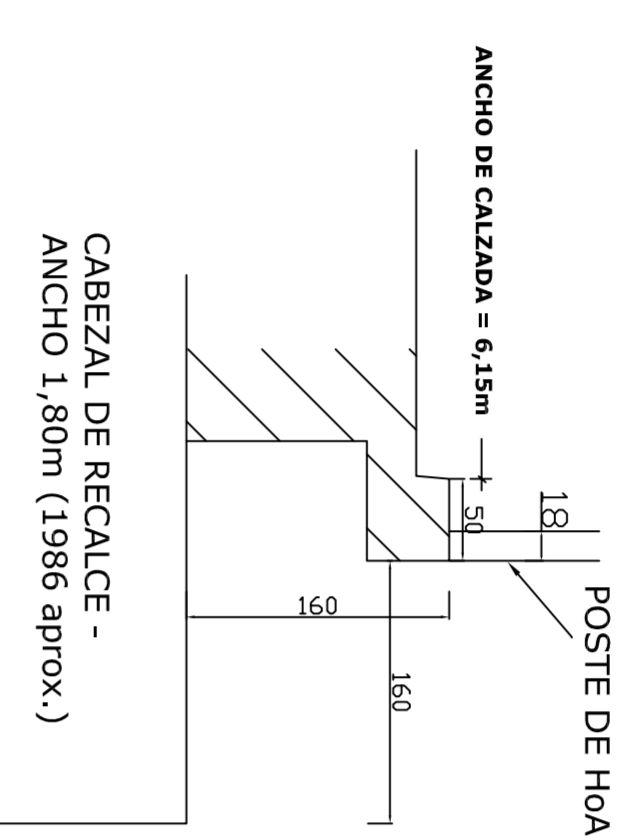 POSTE DE HoA
18
ANCHO DE CALZADA = 6,15m
50
160
160
CABEZAL DE RECALCE -
ANCHO 1,80m (1986 aprox.)